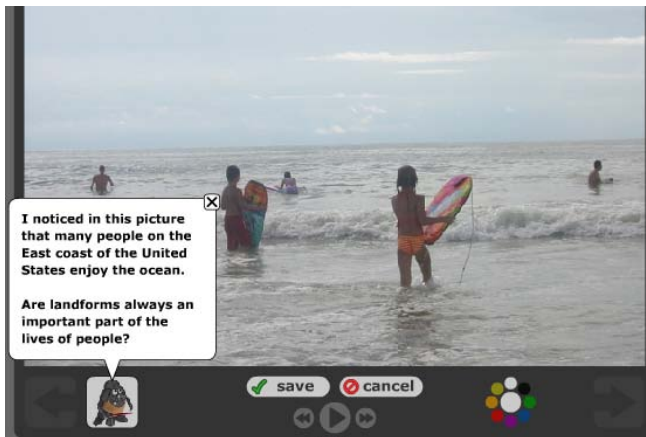 I noticed in this picture
that many people on the
East coast of the United
States enjoy the ocean.
Are landforms always an
important part of the
lives of people?
save
cancel